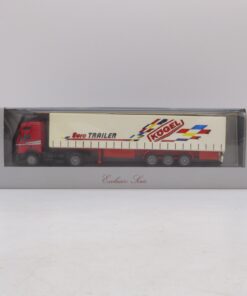 Euro TRAILER
KÖGEL
Exclusiv Serie